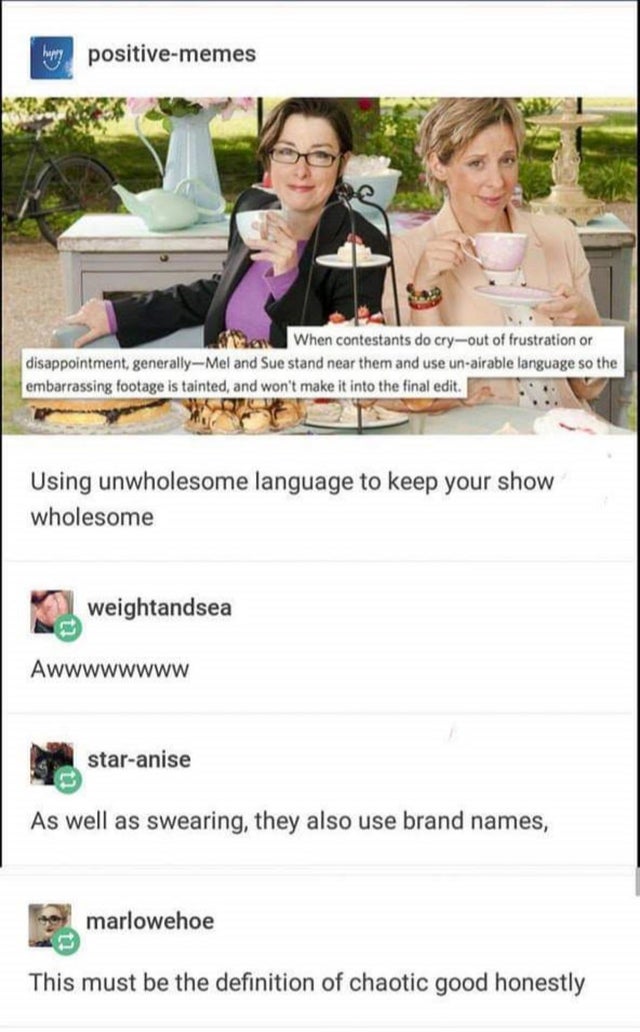 happy
positive-memes
When contestants do cry—out of frustration or
disappointment, generally—Mel and Sue stand near them and use un-airable language so the
embarrassing footage is tainted, and won't make it into the final edit.
Using unwholesome language to keep your show
wholesome
weightandsea
Awwwwwwww
star-anise
As well as swearing, they also use brand names,
marlowehoe
This must be the definition of chaotic good honestly